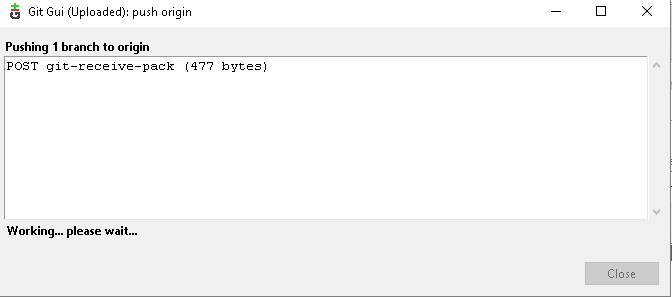 Git Gui (Uploaded): push origin
Pushing 1 branch to origin
POST git-receive-pack (477 bytes)
Working... please wait...
Close